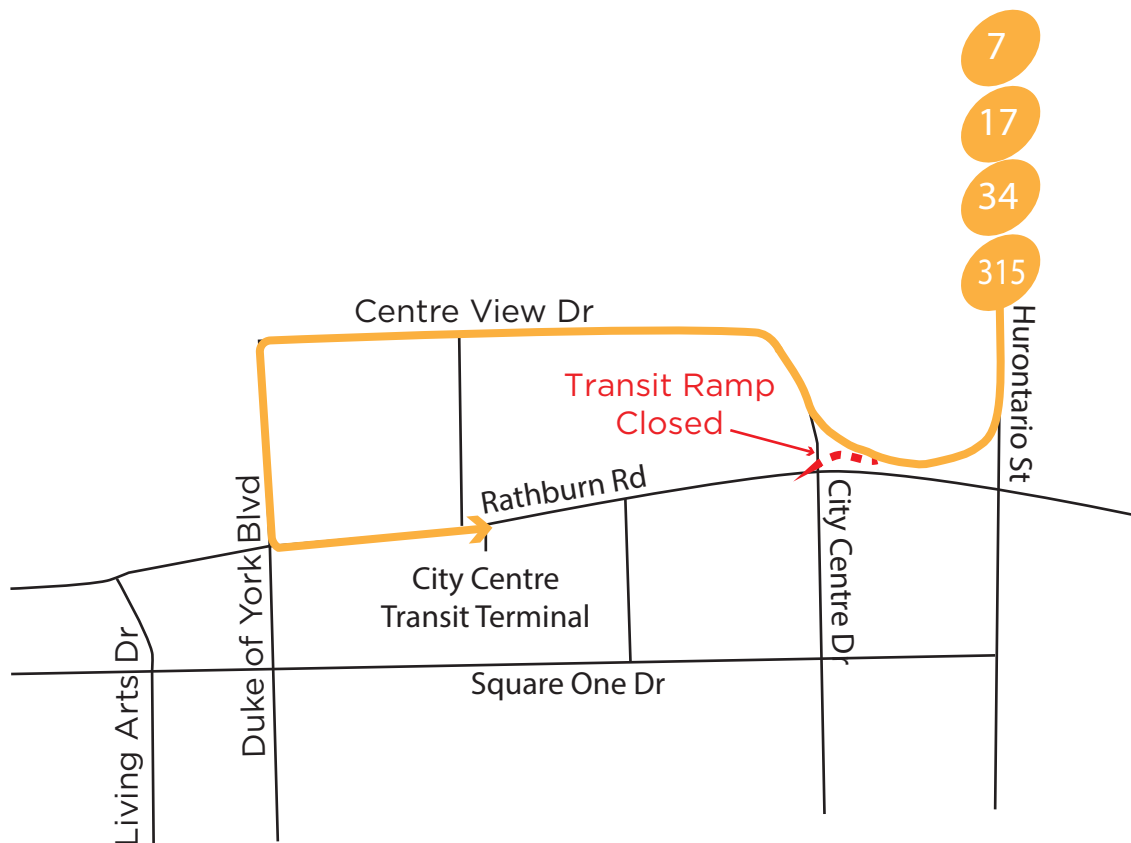 7
17
34
315
Hurontario St
Centre View Dr
Transit Ramp
Closed
Rathburn Rd
City Centre Dr
Duke of York Blvd
City Centre
Transit Terminal
Living Arts Dr
Square One Dr